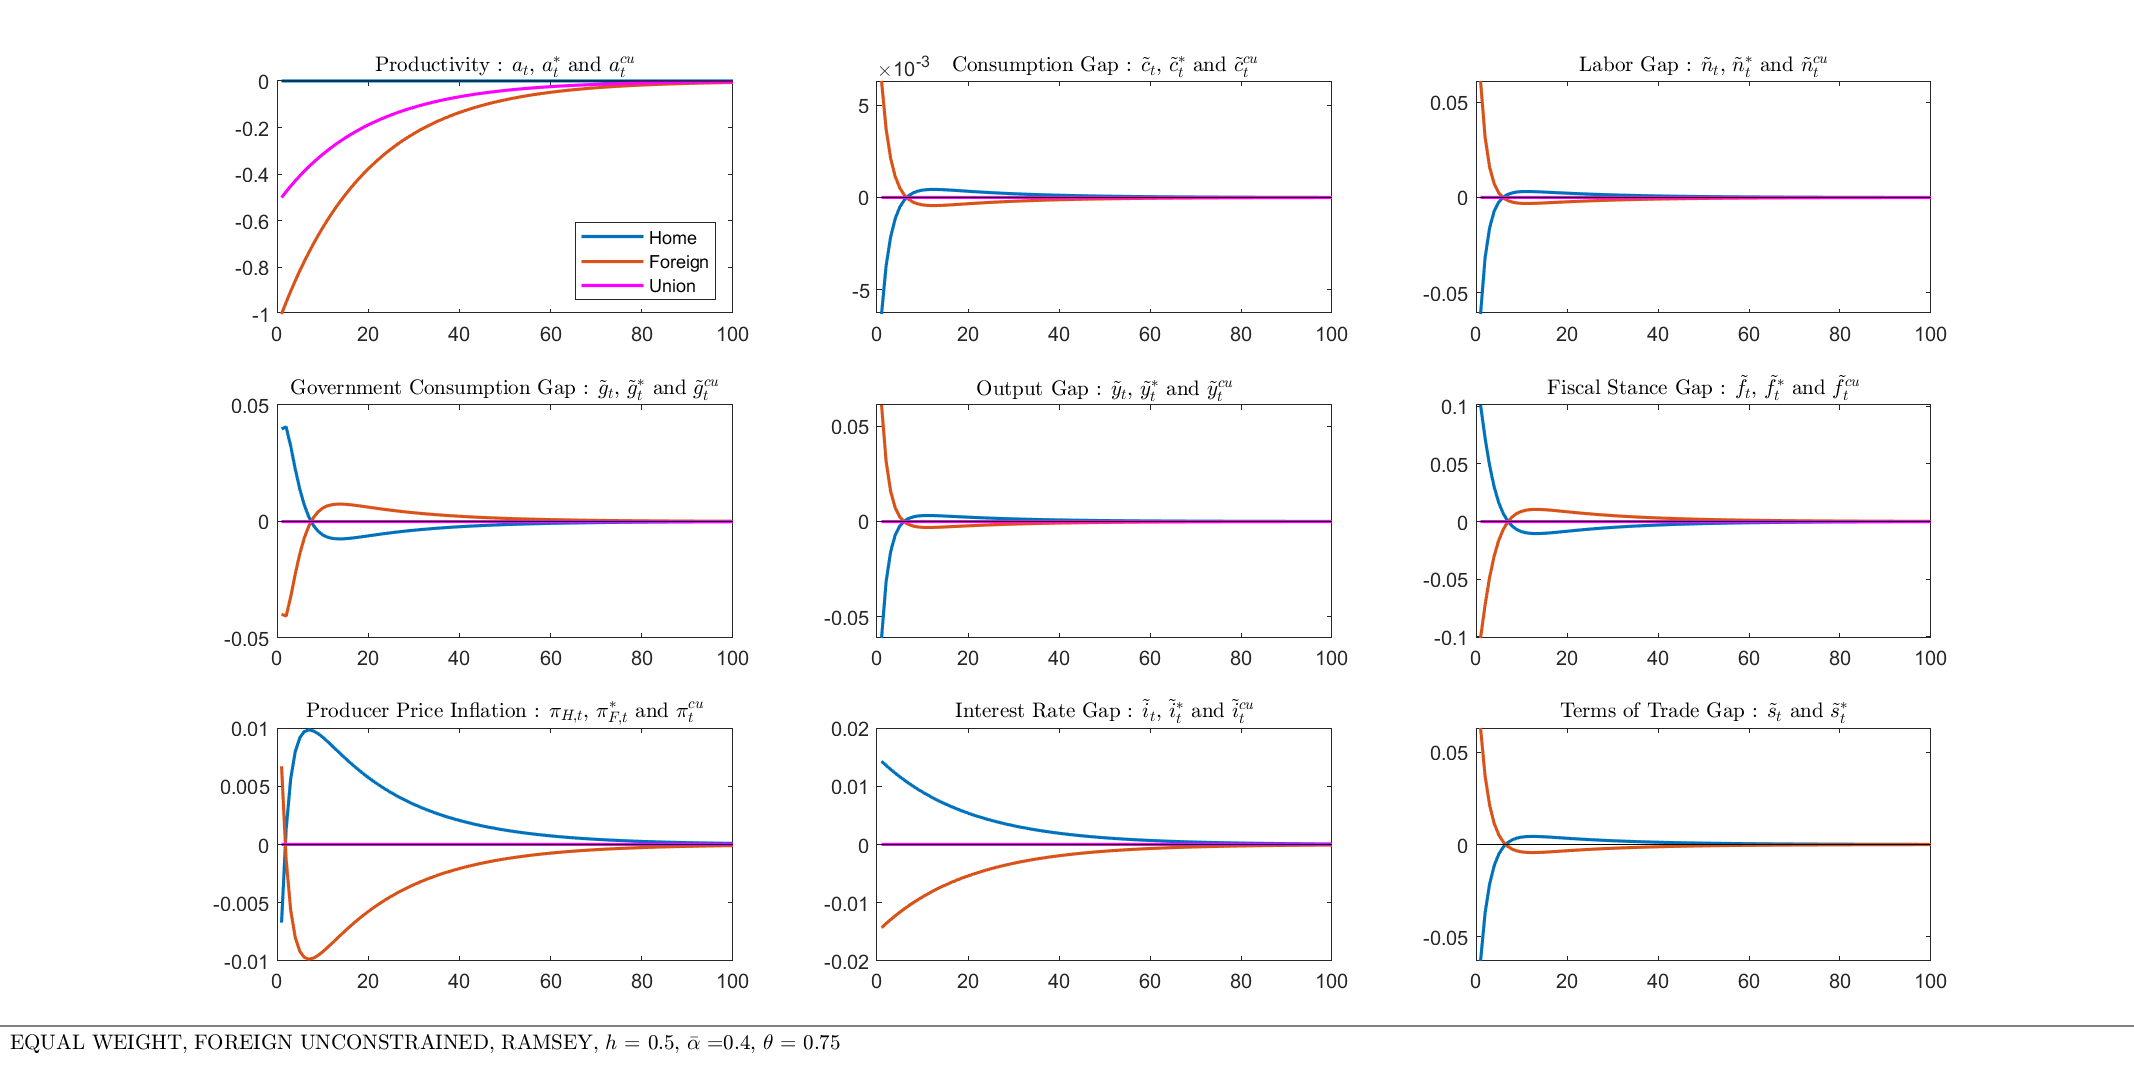 Productivity : a_t, a_t^* and a_t^{cu}
0
-0.2
-0.4
-0.6
-0.8
-1
0 20 40 60 80 100
Home
Foreign
Union
Consumption Gap : c̃_t, c̃_t^* and c̃_t^{cu}
×10^{-3}
5
0
-5
0 20 40 60 80 100
Labor Gap : ñ_t, ñ_t^* and ñ_t^{cu}
0.05
0
-0.05
0 20 40 60 80 100
Government Consumption Gap : g̃_t, g̃_t^* and g̃_t^{cu}
0.05
0
-0.05
0 20 40 60 80 100
Output Gap : ỹ_t, ỹ_t^* and ỹ_t^{cu}
0.05
0
-0.05
0 20 40 60 80 100
Fiscal Stance Gap : f̃_t, f̃_t^* and f̃_t^{cu}
0.1
0.05
0
-0.05
-0.1
0 20 40 60 80 100
Producer Price Inflation : π_{H,t}, π_{F,t}^* and π_t^{cu}
0.01
0.005
0
-0.005
-0.01
0 20 40 60 80 100
Interest Rate Gap : ĩ_t, ĩ_t^* and ĩ_t^{cu}
0.02
0.01
0
-0.01
-0.02
0 20 40 60 80 100
Terms of Trade Gap : s̃_t and s̃_t^*
0.05
0
-0.05
0 20 40 60 80 100
EQUAL WEIGHT, FOREIGN UNCONSTRAINED, RAMSEY, h = 0.5, ᾱ =0.4, θ = 0.75